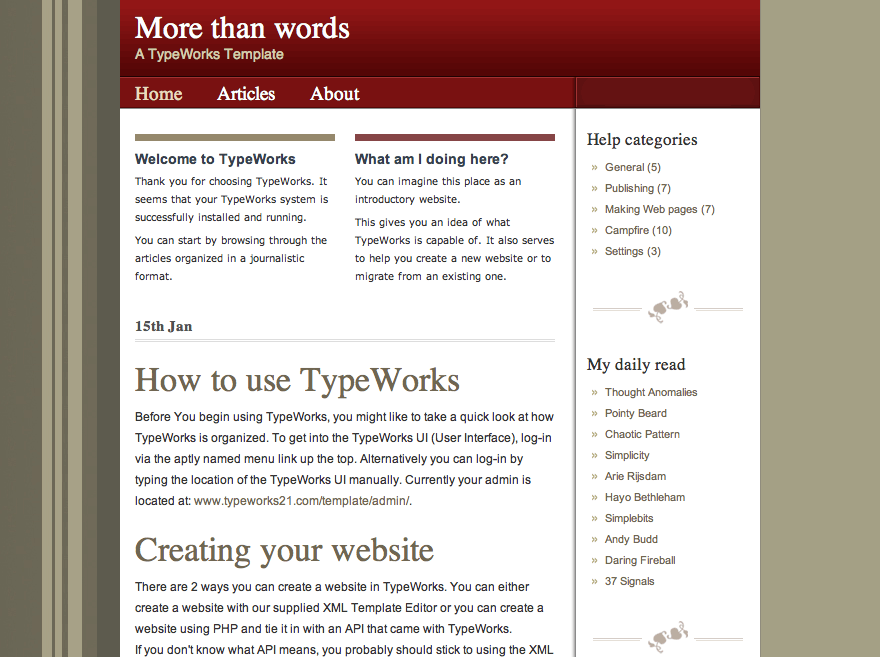 More than words
A TypeWorks Template
Home Articles About
Welcome to TypeWorks
Thank you for choosing TypeWorks. It
seems that your TypeWorks system is
successfully installed and running.
You can start by browsing through the
articles organized in a journalistic
format.
What am I doing here?
You can imagine this place as an
introductory website.
This gives you an idea of what
TypeWorks is capable of. It also serves
to help you create a new website or to
migrate from an existing one.
15th Jan
How to use TypeWorks
Before You begin using TypeWorks, you might like to take a quick look at how
TypeWorks is organized. To get into the TypeWorks UI (User Interface), log-in
via the aptly named menu link up the top. Alternatively you can log-in by
typing the location of the TypeWorks UI manually. Currently your admin is
located at: www.typeworks21.com/template/admin/.
Creating your website
There are 2 ways you can create a website in TypeWorks. You can either
create a website with our supplied XML Template Editor or you can create a
website using PHP and tie it in with an API that came with TypeWorks.
If you don't know what API means, you probably should stick to using the XML
Help categories
» General (5)
» Publishing (7)
» Making Web pages (7)
» Campfire (10)
» Settings (3)
My daily read
» Thought Anomalies
» Pointy Beard
» Chaotic Pattern
» Simplicity
» Arie Rijsdam
» Hayo Bethleham
» Simplebits
» Andy Budd
» Daring Fireball
» 37 Signals